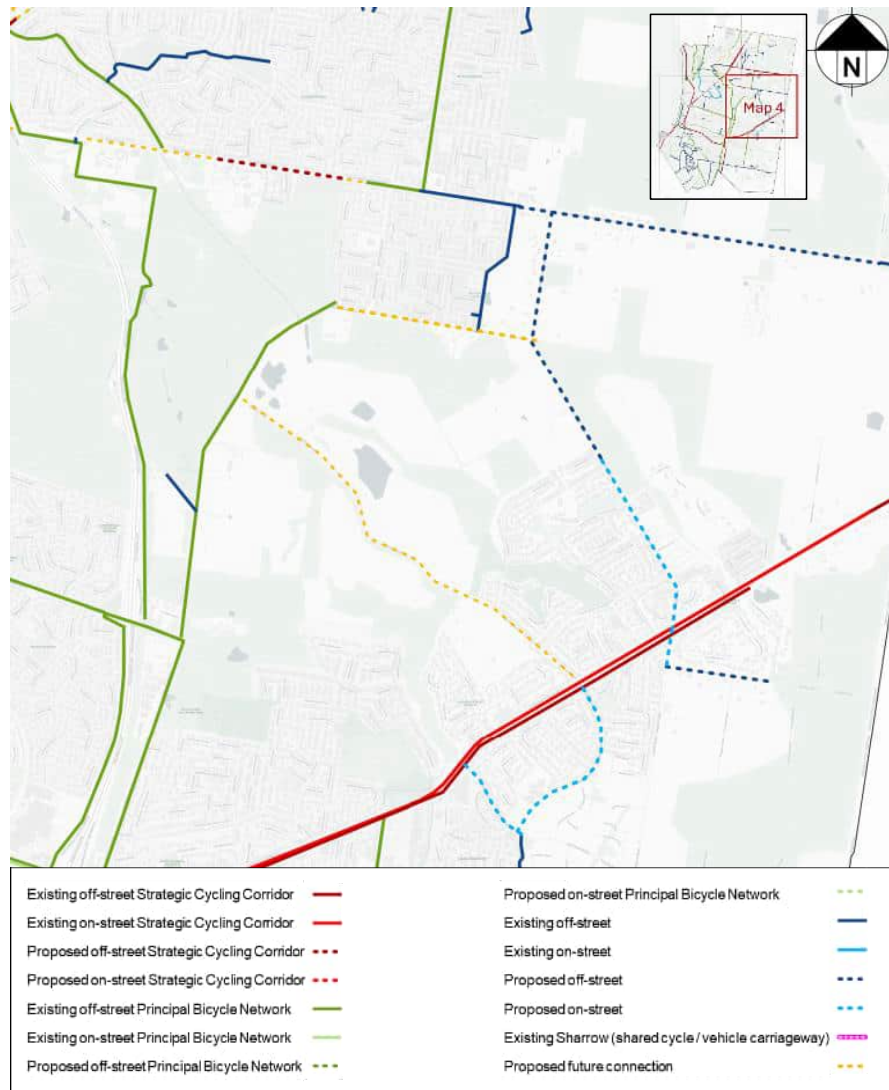 Map 4
N
Existing off-street Strategic Cycling Corridor
Existing on-street Strategic Cycling Corridor
Proposed off-street Strategic Cycling Corridor
Proposed on-street Strategic Cycling Corridor
Existing off-street Principal Bicycle Network
Existing on-street Principal Bicycle Network
Proposed off-street Principal Bicycle Network
Proposed on-street Principal Bicycle Network
Existing off-street
Existing on-street
Proposed off-street
Proposed on-street
Existing Sharrow (shared cycle / vehicle carriageway)
Proposed future connection